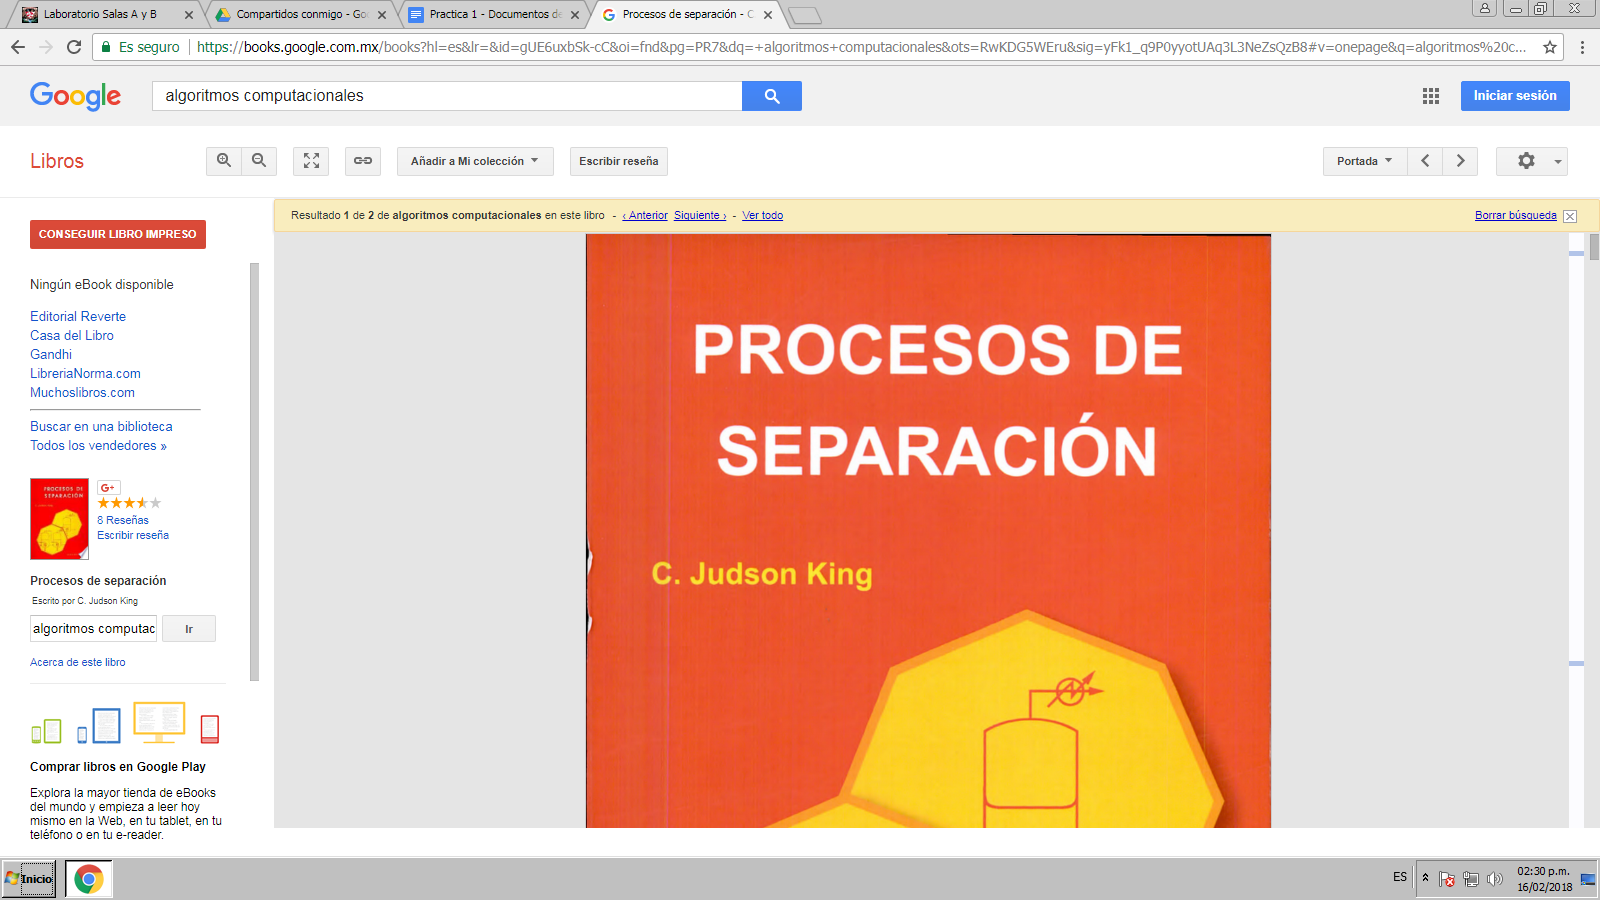 Laboratorio Salas A y B
Compartidos conmigo - Go
Practica 1 - Documentos de
Procesos de separación - C
Es seguro
https://books.google.com.mx/books?hl=es&lr=&id=gUE6uxbSk-cC&oi=fnd&pg=PR7&dq=+algoritmos+computacionales&ots=RwKDG5WEru&sig=yFk1_q9P0yyotUAq3L3NeZsQzB8#v=onepage&q=algoritmos%20c...
Google
algoritmos computacionales
Iniciar sesión
Libros
Añadir a Mi colección
Escribir reseña
Portada
Resultado 1 de 2 de algoritmos computacionales en este libro - ‹ Anterior Siguiente › - Ver todo
Borrar búsqueda
CONSEGUIR LIBRO IMPRESO
Ningún eBook disponible
Editorial Reverte
Casa del Libro
Gandhi
LibreriaNorma.com
Muchoslibros.com
Buscar en una biblioteca
Todos los vendedores »
PROCESOS DE
SEPARACIÓN
G+
8 Reseñas
Escribir reseña
Procesos de separación
Escrito por C. Judson King
algoritmos computac
Ir
Acerca de este libro
Comprar libros en Google Play
Explora la mayor tienda de eBooks
del mundo y empieza a leer hoy
mismo en la Web, en tu tablet, en tu
teléfono o en tu e-reader.
PROCESOS DE
SEPARACIÓN
C. Judson King
Inicio
ES
02:30 p.m.
16/02/2018